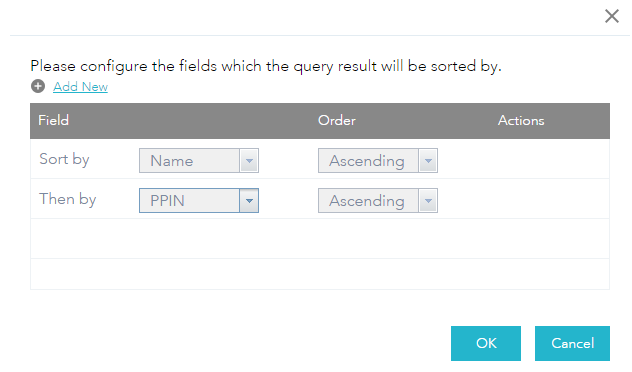 Please configure the fields which the query result will be sorted by.
Add New
Field Order Actions
Sort by Name Ascending
Then by PPIN Ascending
OK Cancel